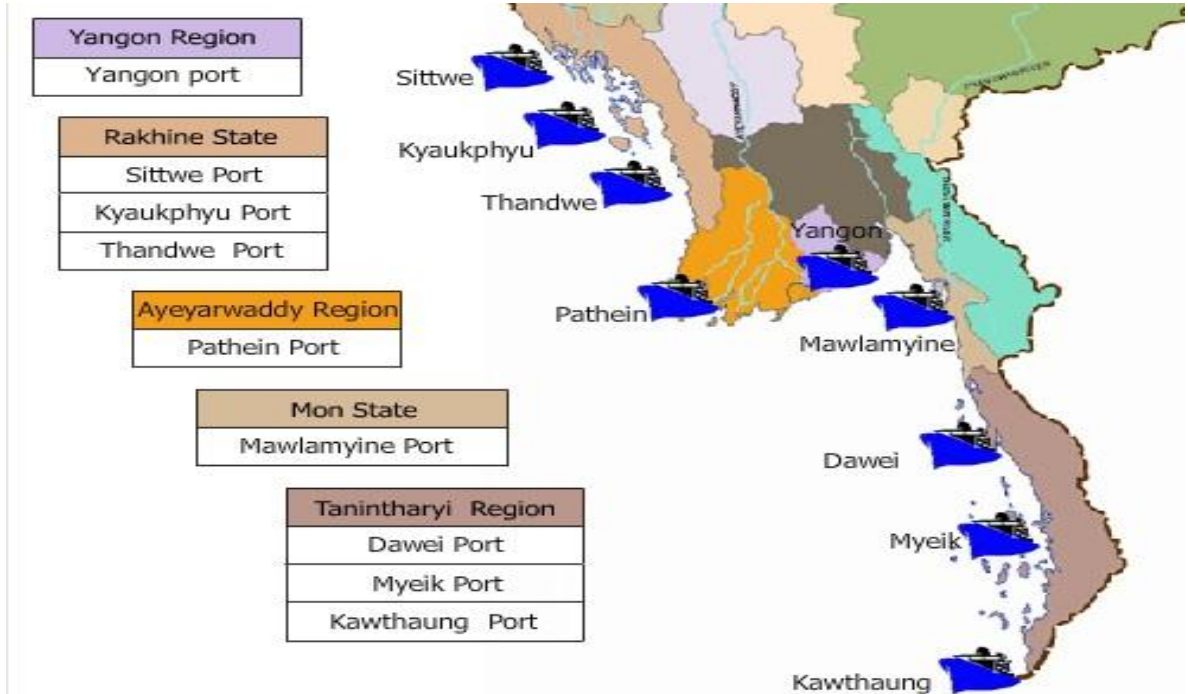 Yangon Region
Yangon port
Rakhine State
Sittwe Port
Kyaukphyu Port
Thandwe Port
Ayeyarwaddy Region
Pathein Port
Mon State
Mawlamyine Port
Tanintharyi Region
Dawei Port
Myeik Port
Kawthaung Port
Sittwe
Kyaukphyu
Thandwe
Yangon
Pathein
Mawlamyine
Dawei
Myeik
Kawthaung